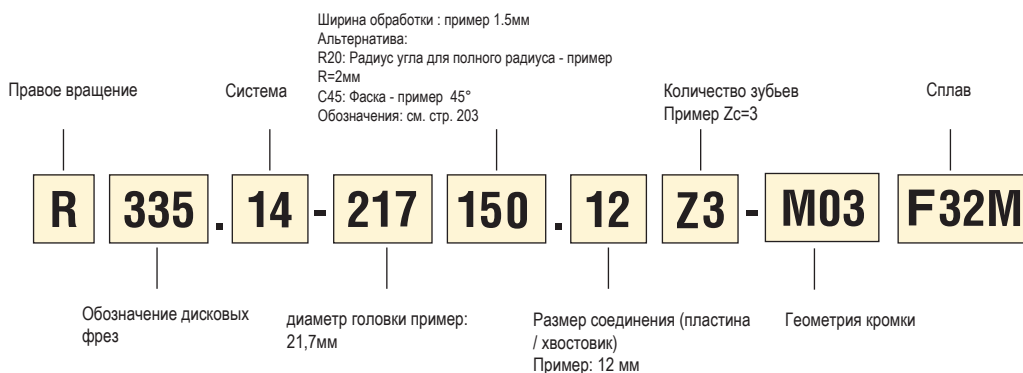 Ширина обработки : пример 1.5мм
Альтернатива:
R20: Радиус угла для полного радиуса - пример
R=2мм
C45: Фаска - пример 45°
Обозначения: см. стр. 203
Правое вращение
Система
Количество зубьев
Пример Zc=3
Сплав
R 335 . 14 - 217 150 . 12 Z3 - M03 F32M
Обозначение дисковых
фрез
диаметр головки пример:
21,7мм
Размер соединения (пластина
/ хвостовик)
Пример: 12 мм
Геометрия кромки